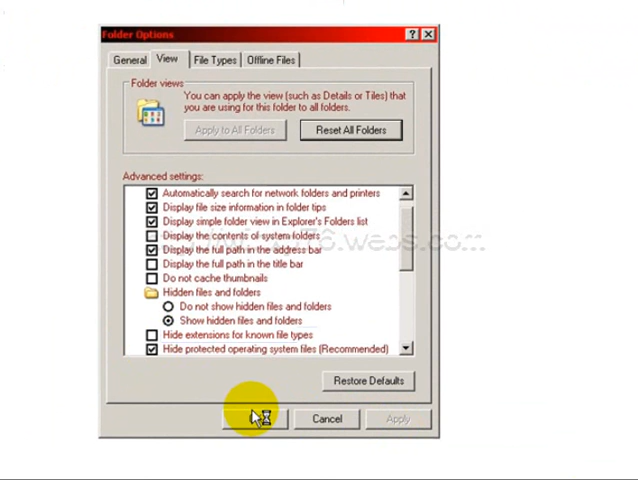 Folder Options
General
View
File Types
Offline Files
Folder views
You can apply the view (such as Details or Tiles) that
you are using for this folder to all folders.
Apply to All Folders
Reset All Folders
Advanced settings:
Automatically search for network folders and printers
Display file size information in folder tips
Display simple folder view in Explorer's Folders list
Display the contents of system folders
Display the full path in the address bar
Display the full path in the title bar
Do not cache thumbnails
Hidden files and folders
Do not show hidden files and folders
Show hidden files and folders
Hide extensions for known file types
Hide protected operating system files (Recommended)
Restore Defaults
Cancel
Apply